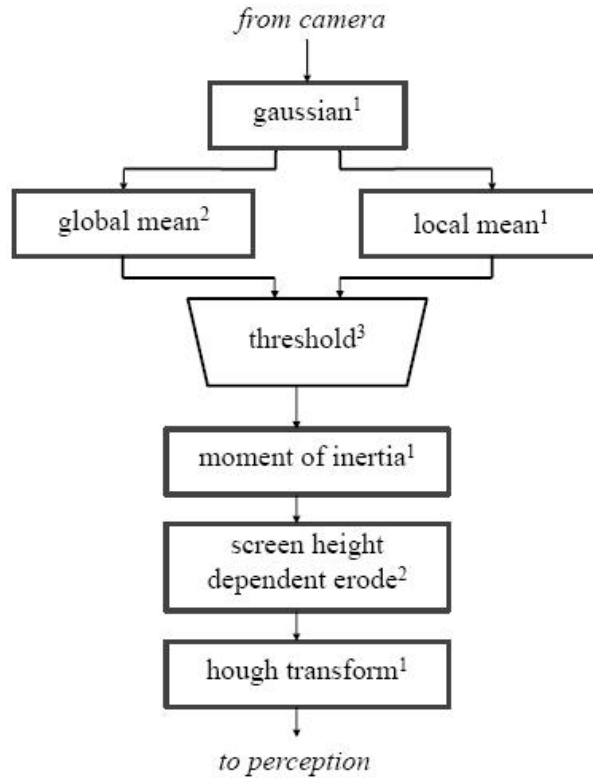 from camera
gaussian¹
global mean²
local mean¹
threshold³
moment of inertia¹
screen height
dependent erode²
hough transform¹
to perception